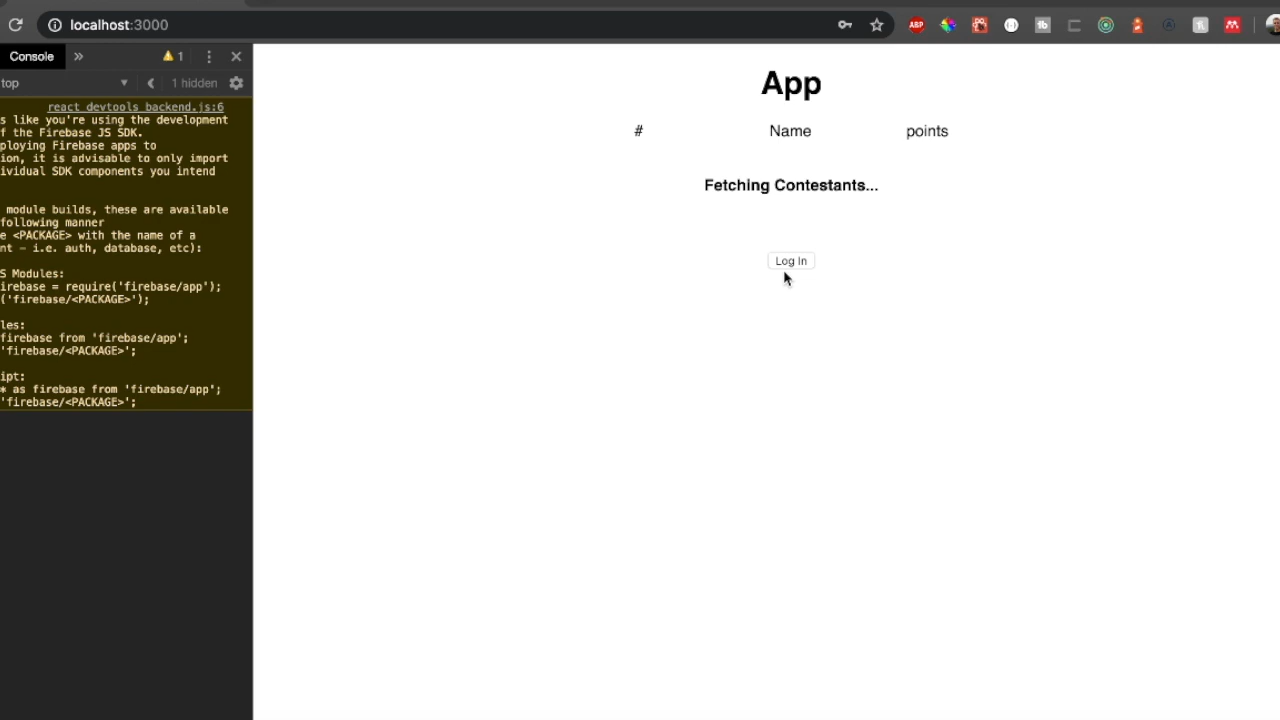 localhost:3000
ABP
Console
1
top
1 hidden
react devtools backend.js:6
s like you're using the development
f the Firebase JS SDK.
ploying Firebase apps to
ion, it is advisable to only import
ividual SDK components you intend
module builds, these are available
following manner
e <PACKAGE> with the name of a
nt - i.e. auth, database, etc):
S Modules:
irebase = require('firebase/app');
('firebase/<PACKAGE>');
les:
firebase from 'firebase/app';
'firebase/<PACKAGE>';
ipt:
* as firebase from 'firebase/app';
'firebase/<PACKAGE>';
App
# Name points
Fetching Contestants...
Log In